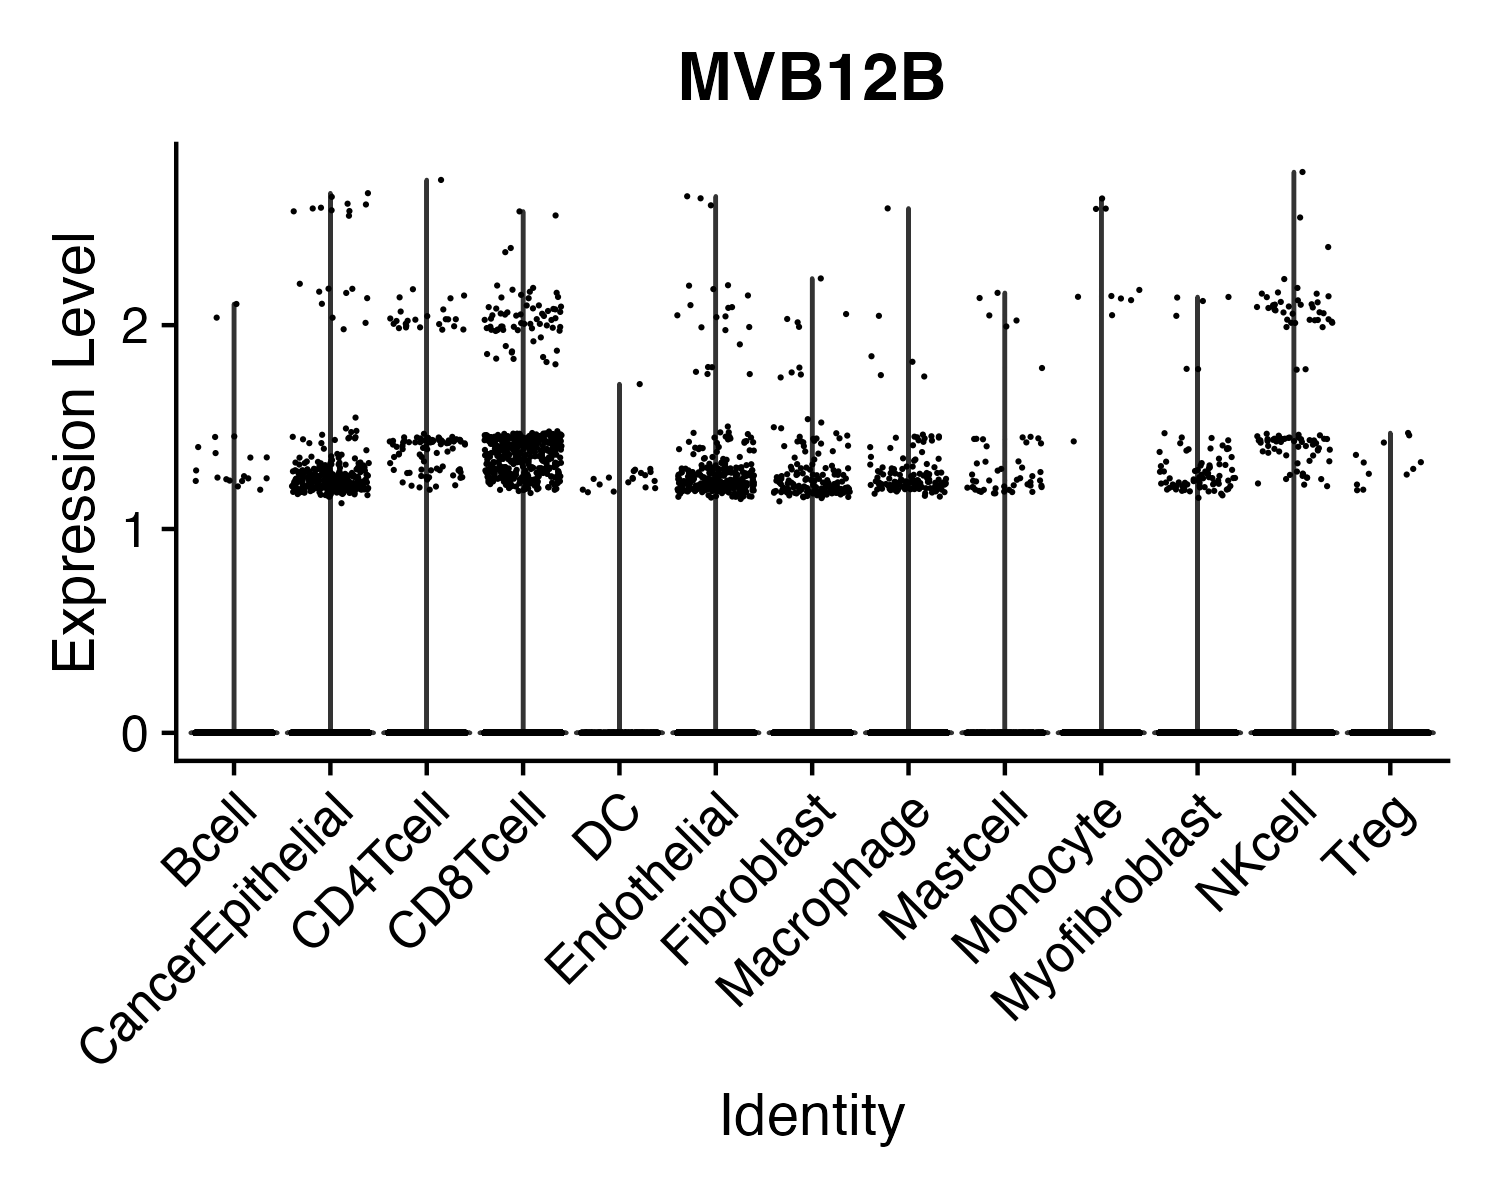 MVB12B
Expression Level
2
1
0
Bcell
CancerEpithelial
CD4Tcell
CD8Tcell
DC
Endothelial
Fibroblast
Macrophage
Mastcell
Monocyte
Myofibroblast
NKcell
Treg
Identity